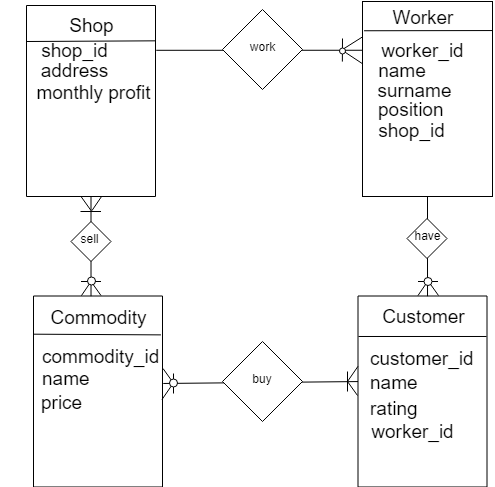 Shop
shop_id
address
monthly profit
work
Worker
worker_id
name
surname
position
shop_id
sell
have
Commodity
commodity_id
name
price
buy
Customer
customer_id
name
rating
worker_id